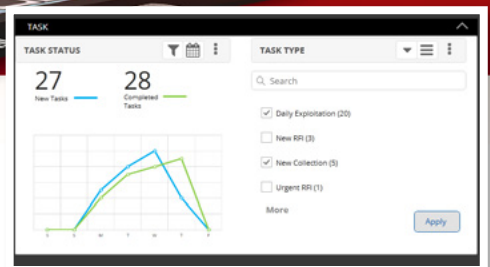 TASK
TASK STATUS
TASK TYPE
27
New Tasks
28
Completed
Tasks
Search
Daily Exploitation (20)
New RFI (3)
New Collection (5)
Urgent RFI (1)
More
Apply
S S M T W T F